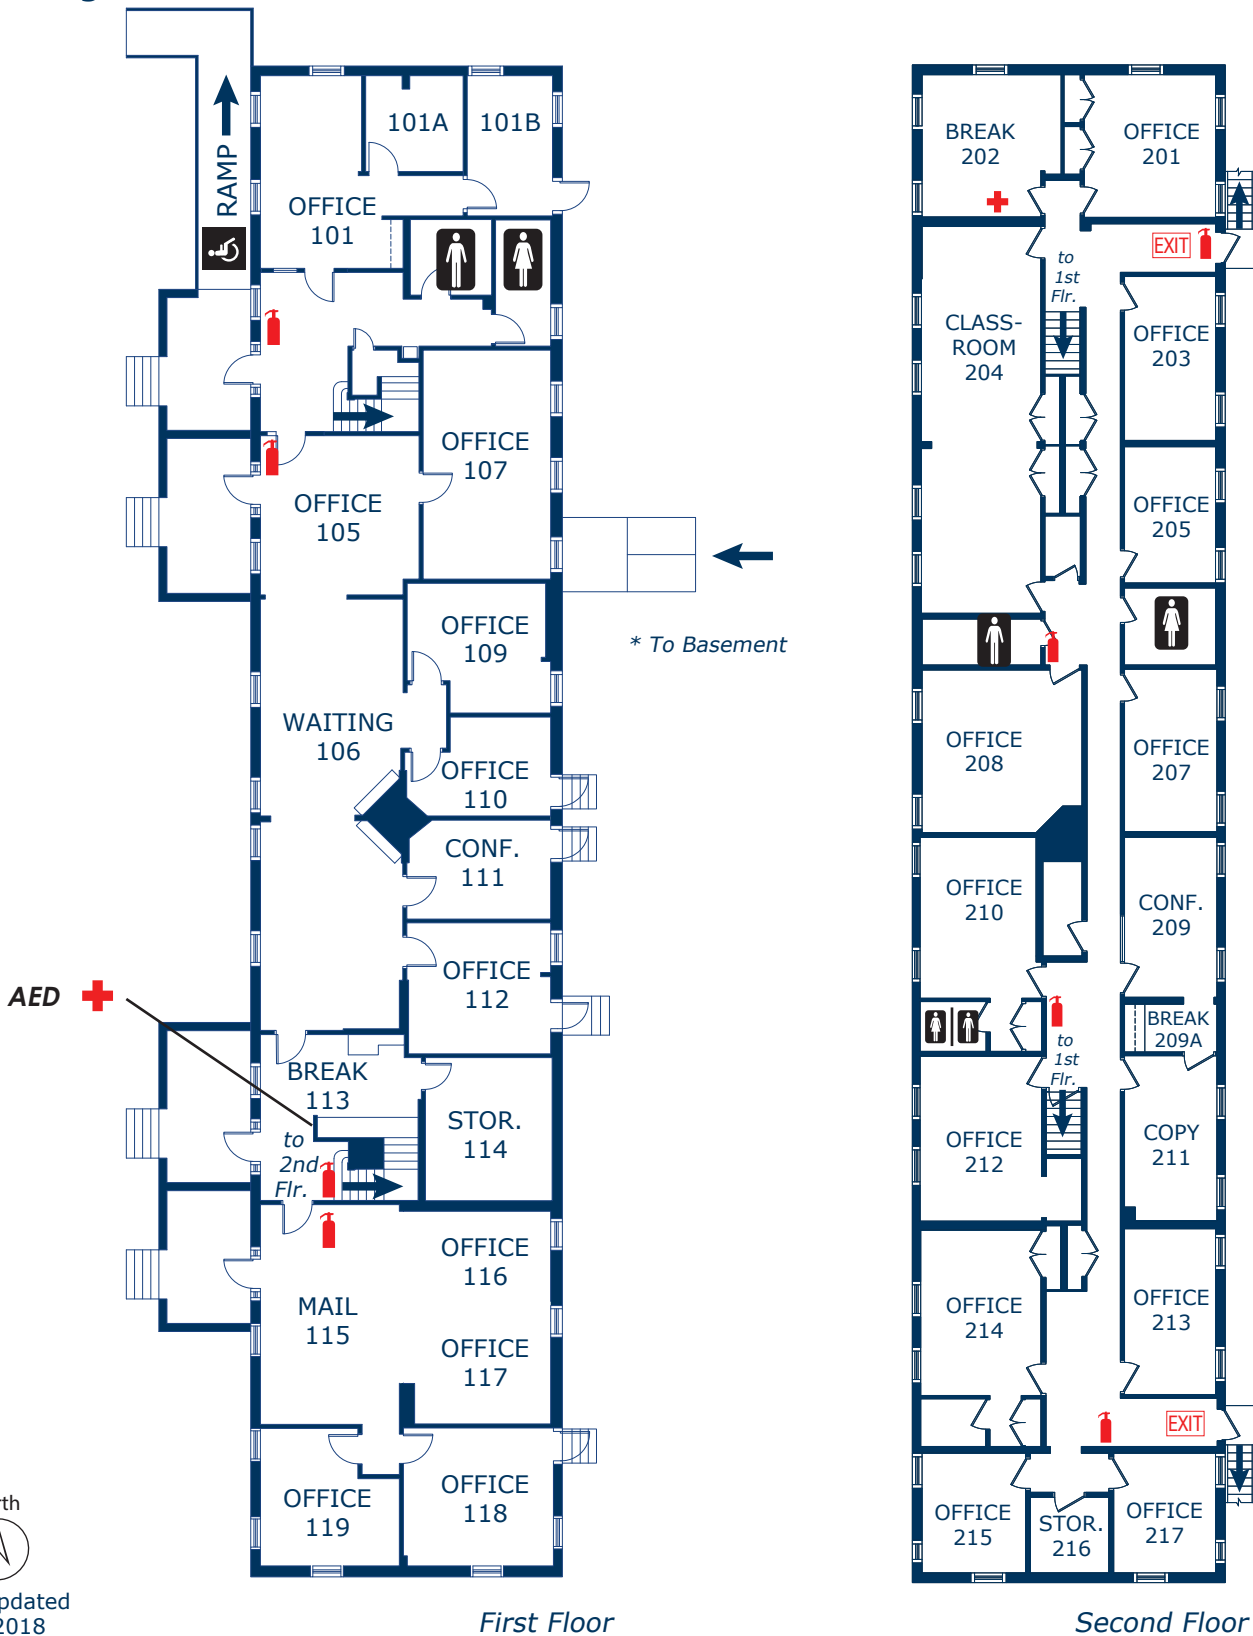 RAMP
101A
101B
OFFICE
101
OFFICE
107
OFFICE
105
* To Basement
OFFICE
109
WAITING
106
OFFICE
110
CONF.
111
OFFICE
112
AED
BREAK
113
to
2nd
Flr.
STOR.
114
OFFICE
116
MAIL
115
OFFICE
117
OFFICE
118
OFFICE
119
2018
First Floor
BREAK
202
OFFICE
201
EXIT
to
1st
Flr.
CLASS-
ROOM
204
OFFICE
203
OFFICE
205
OFFICE
208
OFFICE
207
OFFICE
210
CONF.
209
BREAK
209A
to
1st
Flr.
OFFICE
212
COPY
211
OFFICE
214
OFFICE
213
EXIT
OFFICE
215
STOR.
216
OFFICE
217
Second Floor